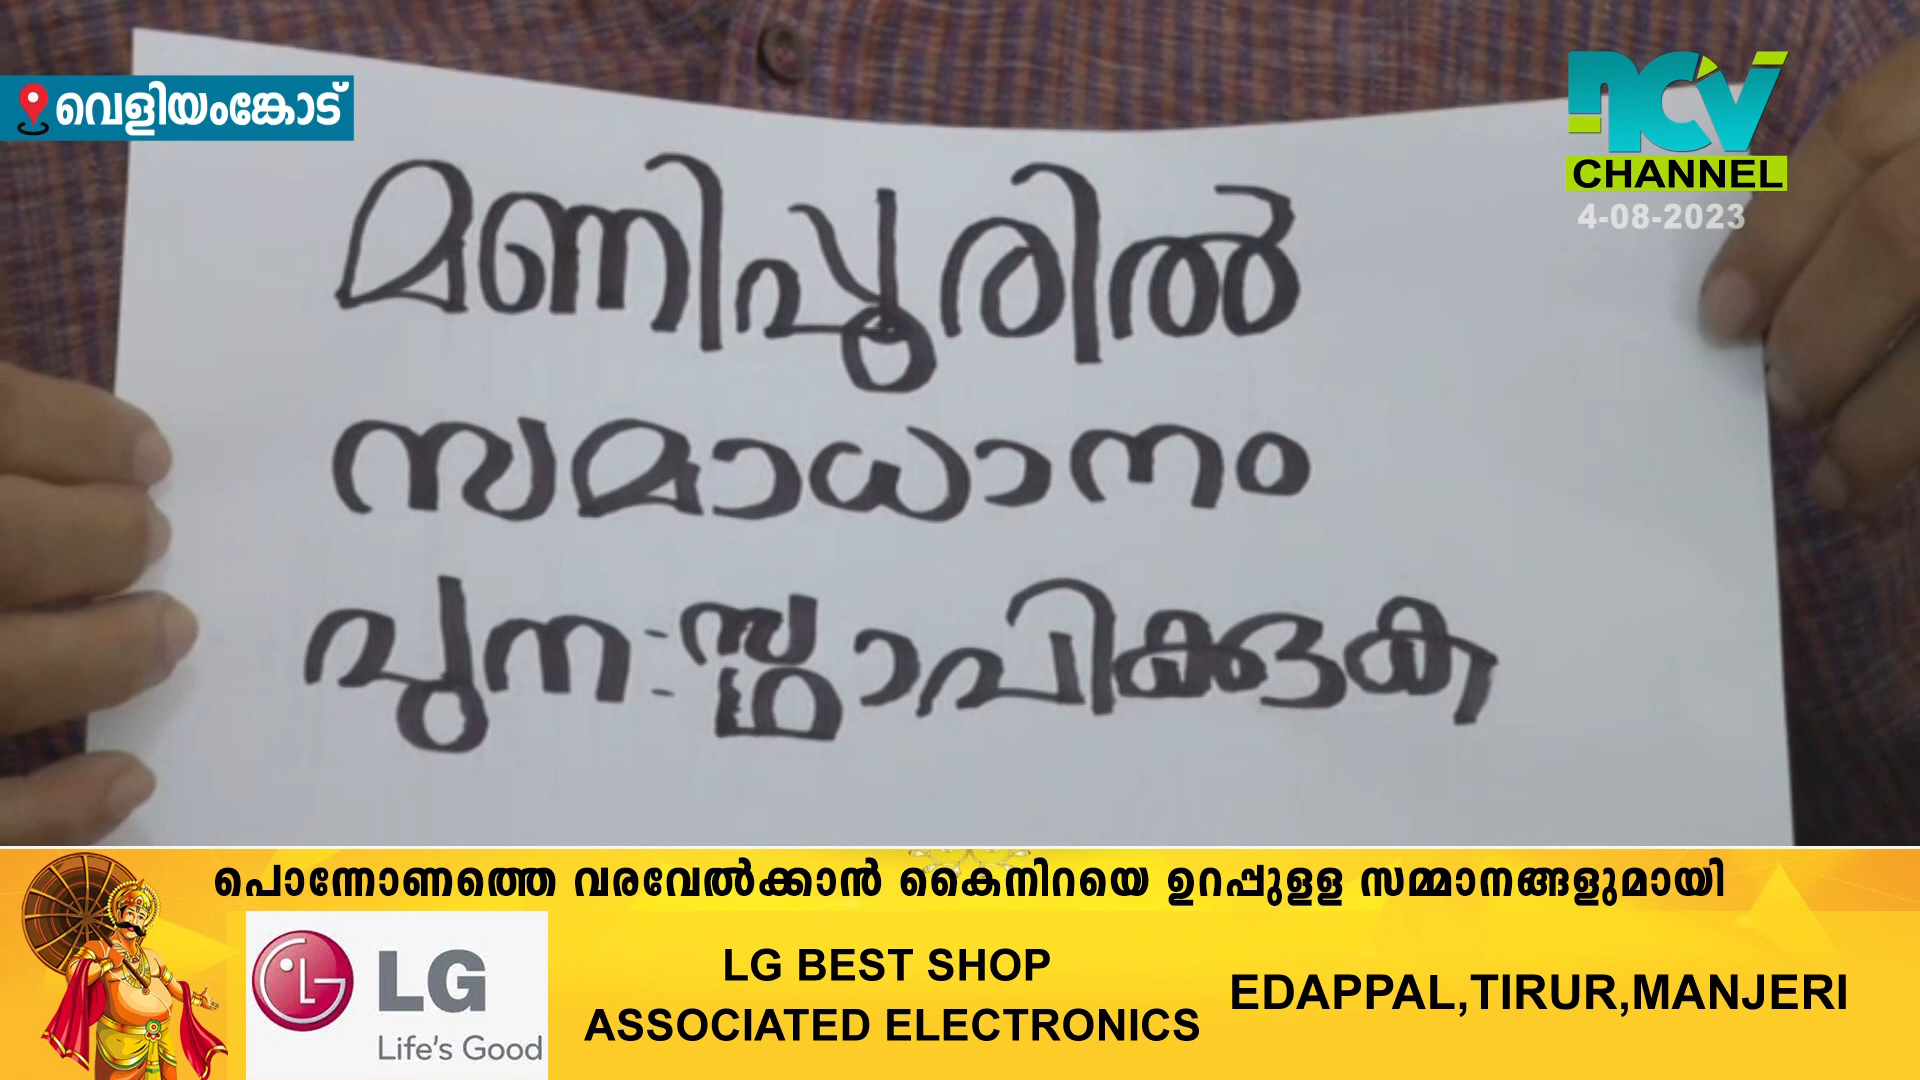 വെളിയംങ്കോട്
ncv
CHANNEL
4-08-2023
മണിപ്പൂരിൽ
സമാധാനം
പുന:സ്ഥാപിക്കുക
പൊന്നോണത്തെ വരവേൽക്കാൻ കൈനിറയെ ഉറപ്പുളള സമ്മാനങ്ങളുമായി
LG
Life's Good
LG BEST SHOP
ASSOCIATED ELECTRONICS
EDAPPAL,TIRUR,MANJERI